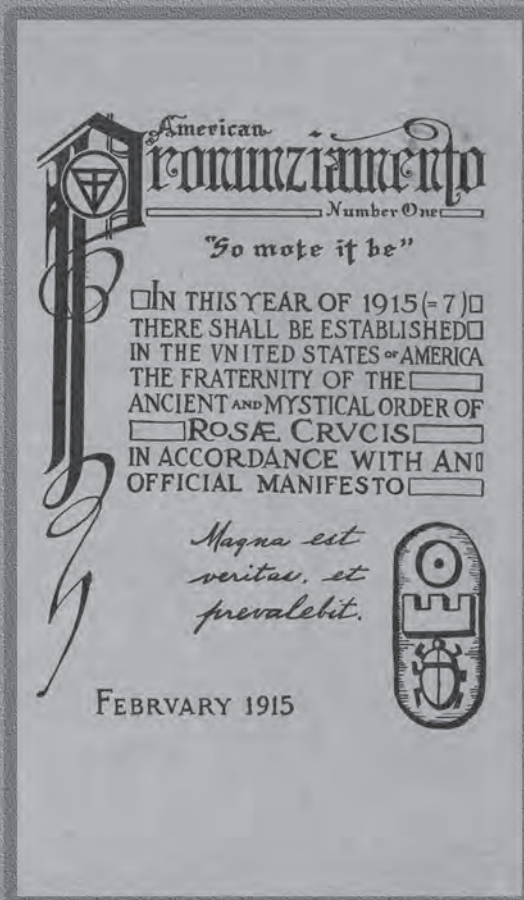 American
Pronunziamento
Number One
"So mote it be"
IN THIS YEAR OF 1915 (=7)
THERE SHALL BE ESTABLISHED
IN THE VNITED STATES OF AMERICA
THE FRATERNITY OF THE
ANCIENT AND MYSTICAL ORDER OF
ROSÆ CRVCIS
IN ACCORDANCE WITH AN
OFFICIAL MANIFESTO
Magna est
veritas, et
prevalebit.
FEBRVARY 1915